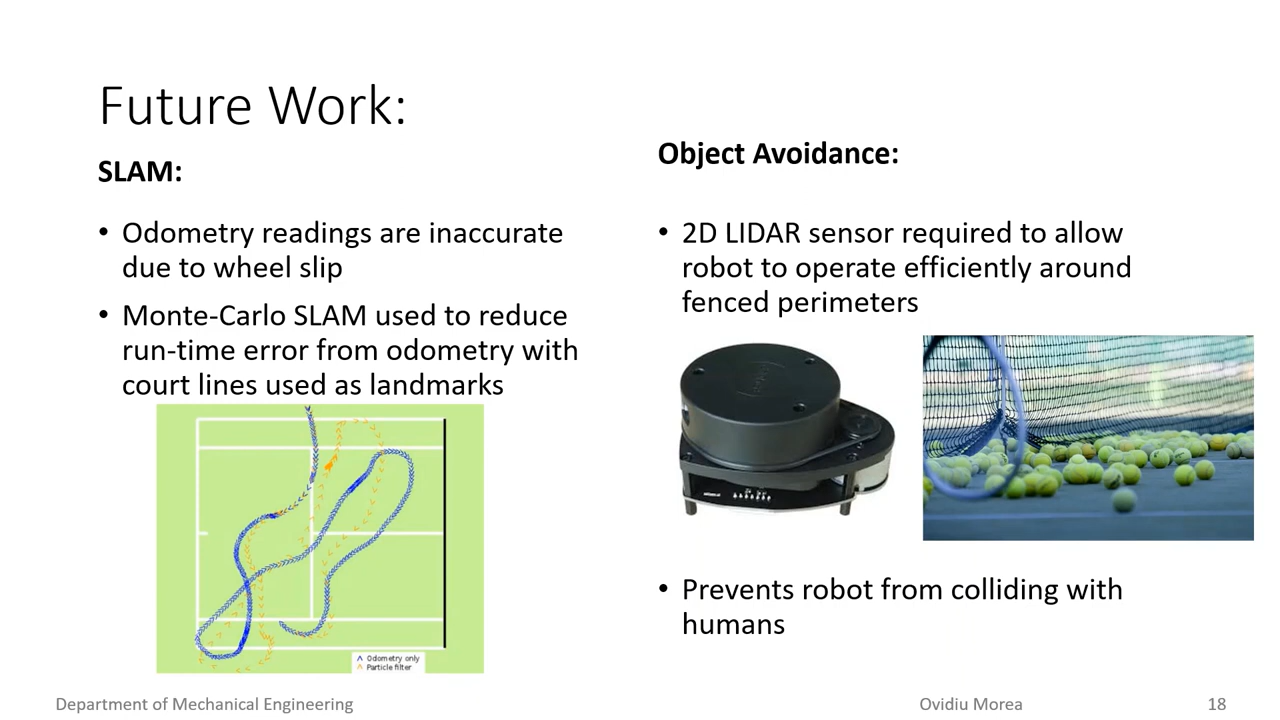 Future Work:
SLAM:
• Odometry readings are inaccurate
due to wheel slip
• Monte-Carlo SLAM used to reduce
run-time error from odometry with
court lines used as landmarks
Odometry only
Particle filter
Object Avoidance:
• 2D LIDAR sensor required to allow
robot to operate efficiently around
fenced perimeters
• Prevents robot from colliding with
humans
Department of Mechanical Engineering
Ovidiu Morea
18